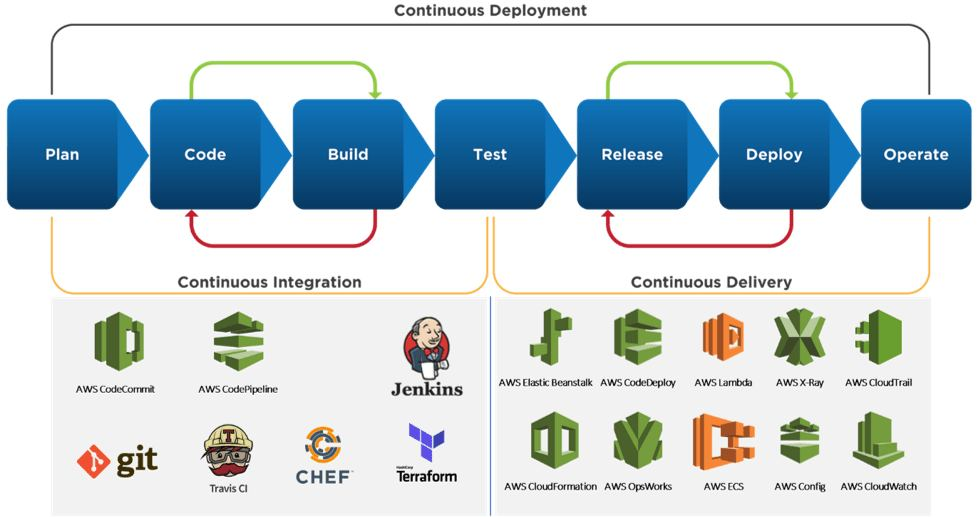 Continuous Deployment
Plan
Code
Build
Test
Release
Deploy
Operate
Continuous Integration
Continuous Delivery
AWS CodeCommit
AWS CodePipeline
Jenkins
AWS Elastic Beanstalk
AWS CodeDeploy
AWS Lambda
AWS X-Ray
AWS CloudTrail
git
T
Travis CI
CHEF™
HashiCorp
Terraform
AWS CloudFormation
AWS OpsWorks
AWS ECS
AWS Config
AWS CloudWatch